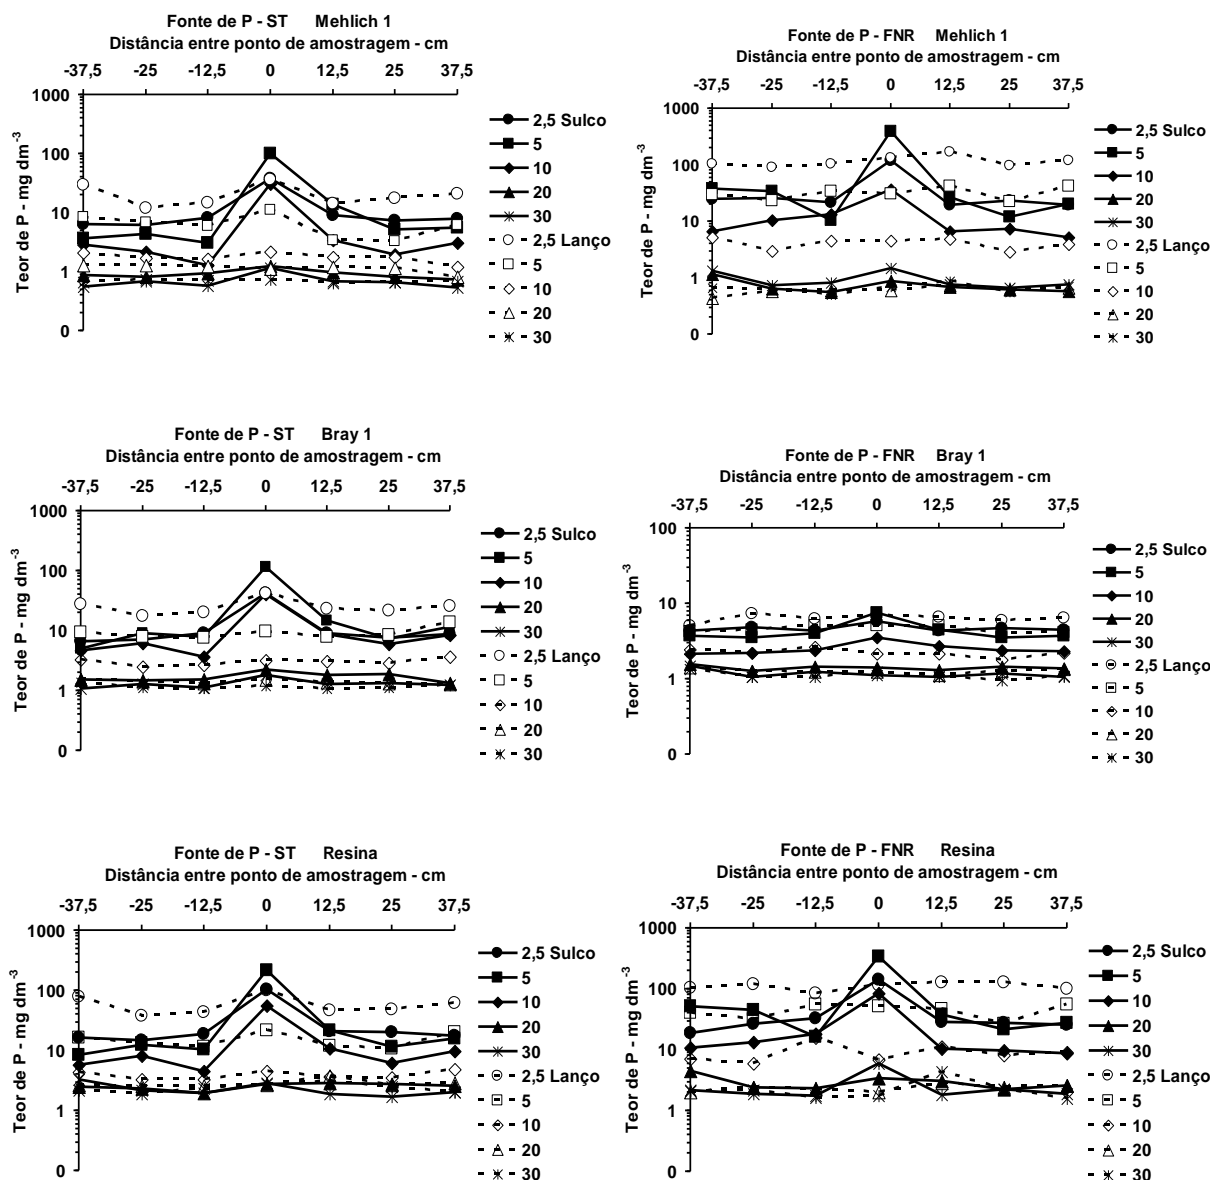 Fonte de P - ST Mehlich 1
Distância entre ponto de amostragem - cm
-37,5 -25 -12,5 0 12,5 25 37,5
Teor de P - mg dm⁻³
1000
100
10
1
0
2,5 Sulco
5
10
20
30
2,5 Lanço
5
10
20
30
Fonte de P - FNR Mehlich 1
Distância entre ponto de amostragem - cm
-37,5 -25 -12,5 0 12,5 25 37,5
Teor de P - mg dm⁻³
1000
100
10
1
0
2,5 Sulco
5
10
20
30
2,5 Lanço
5
10
20
30
Fonte de P - ST Bray 1
Distância entre ponto de amostragem - cm
-37,5 -25 -12,5 0 12,5 25 37,5
Teor de P - mg dm⁻³
1000
100
10
1
0
2,5 Sulco
5
10
20
30
2,5 Lanço
5
10
20
30
Fonte de P - FNR Bray 1
Distância entre ponto de amostragem - cm
-37,5 -25 -12,5 0 12,5 25 37,5
Teor de P - mg dm⁻³
100
10
1
0
2,5 Sulco
5
10
20
30
2,5 Lanço
5
10
20
30
Fonte de P - ST Resina
Distância entre ponto de amostragem - cm
-37,5 -25 -12,5 0 12,5 25 37,5
Teor de P - mg dm⁻³
1000
100
10
1
0
2,5 Sulco
5
10
20
30
2,5 Lanço
5
10
20
30
Fonte de P - FNR Resina
Distância entre ponto de amostragem - cm
-37,5 -25 -12,5 0 12,5 25 37,5
Teor de P - mg dm⁻³
1000
100
10
1
0
2,5 Sulco
5
10
20
30
2,5 Lanço
5
10
20
30